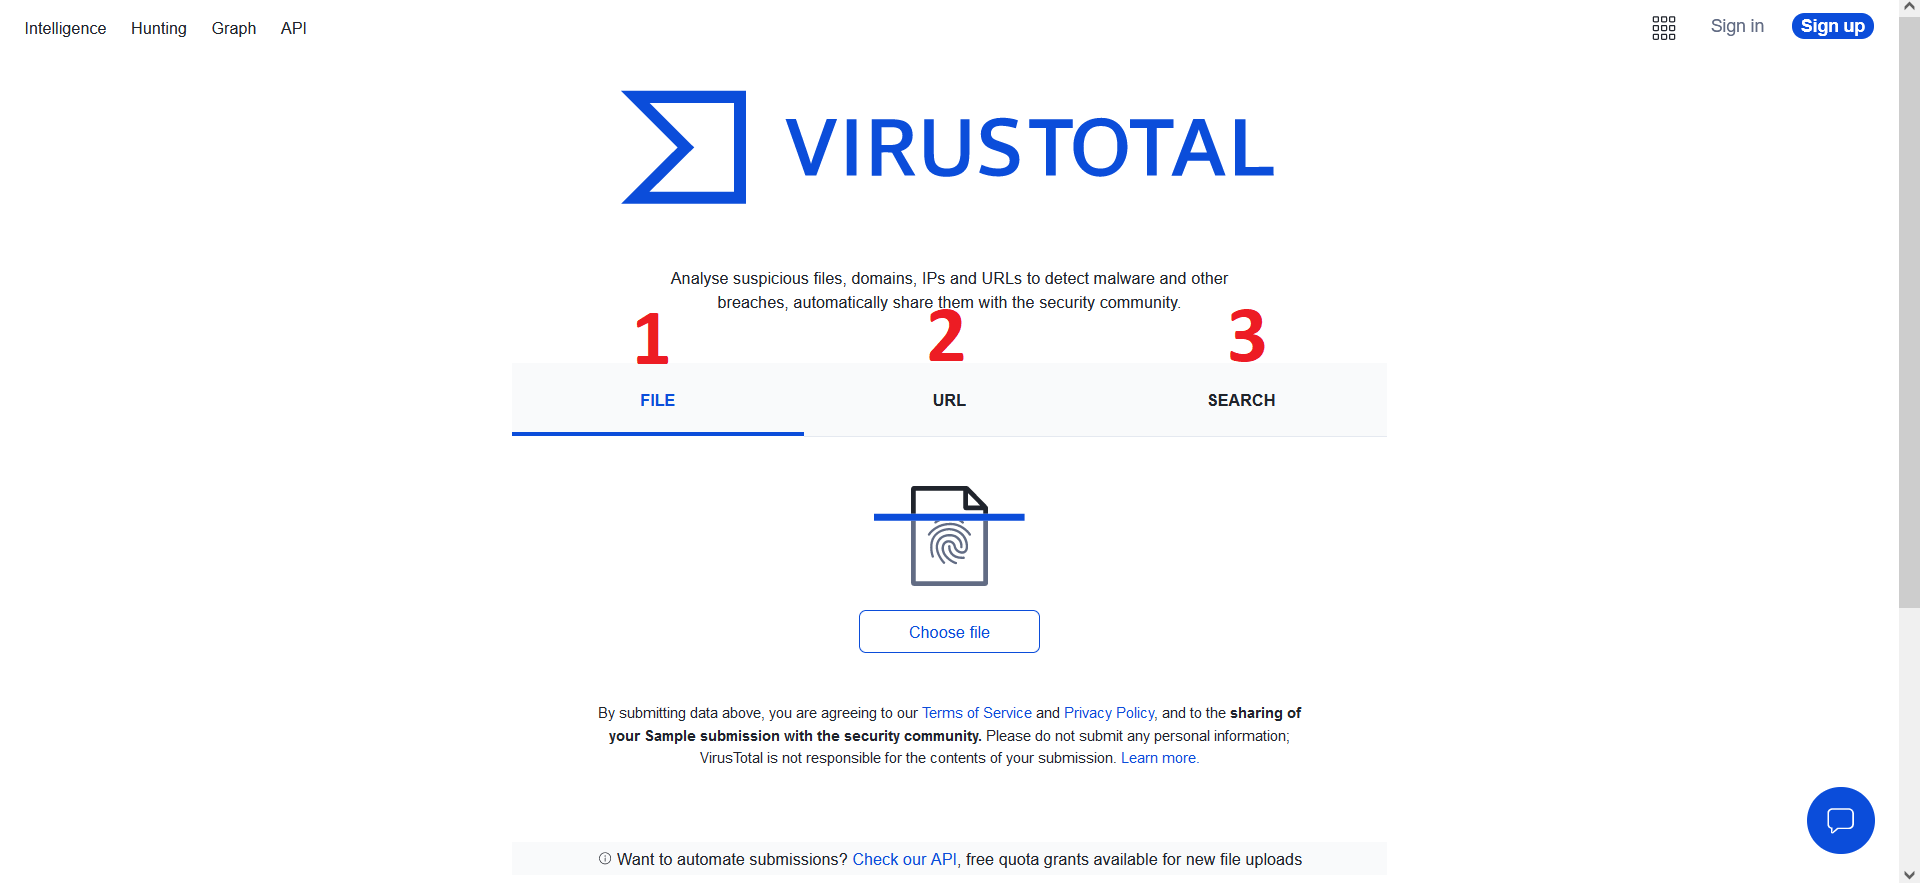 Intelligence Hunting Graph API Sign in Sign up
VIRUSTOTAL
Analyse suspicious files, domains, IPs and URLs to detect malware and other
breaches, automatically share them with the security community.
1 2 3
FILE URL SEARCH
Choose file
By submitting data above, you are agreeing to our Terms of Service and Privacy Policy, and to the sharing of
your Sample submission with the security community. Please do not submit any personal information;
VirusTotal is not responsible for the contents of your submission. Learn more.
Want to automate submissions? Check our API, free quota grants available for new file uploads